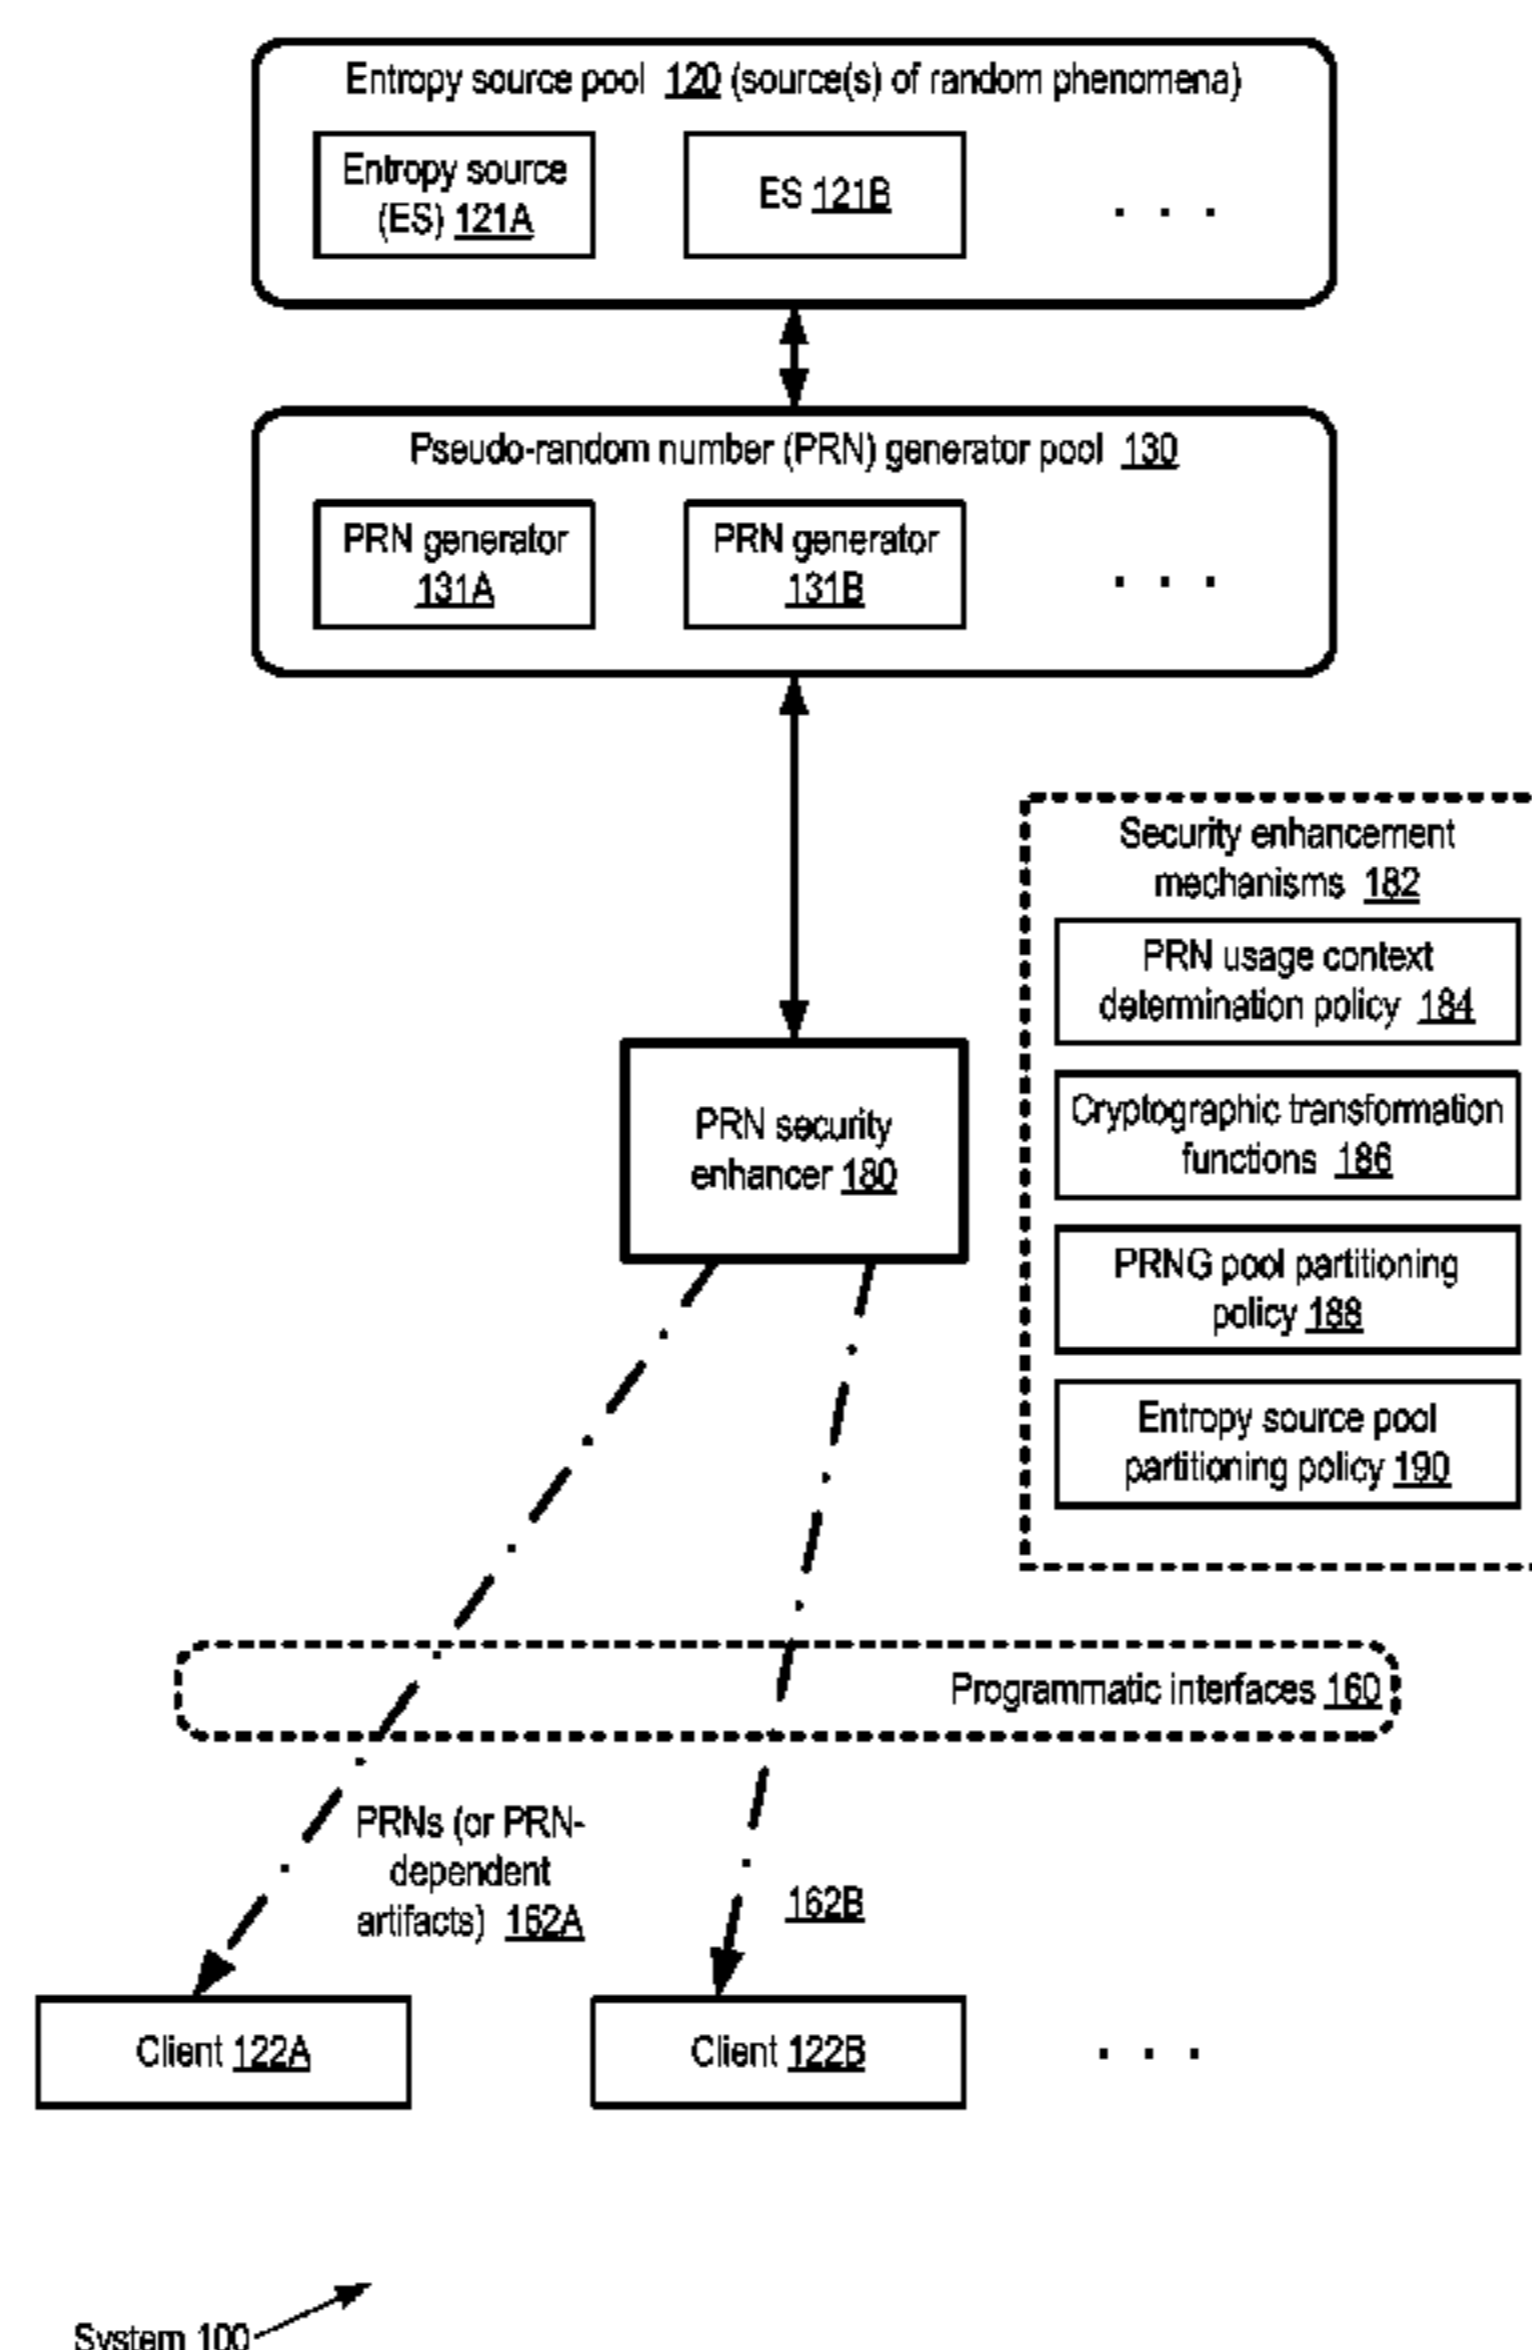 Entropy source pool 120 (source(s) of random phenomena)
Entropy source
(ES) 121A
ES 121B
. . .
Pseudo-random number (PRN) generator pool 130
PRN generator
131A
PRN generator
131B
. . .
Security enhancement
mechanisms 182
PRN usage context
determination policy 184
Cryptographic transformation
functions 186
PRNG pool partitioning
policy 188
Entropy source pool
partitioning policy 190
PRN security
enhancer 180
Programmatic interfaces 160
PRNs (or PRN-
dependent
artifacts) 162A
162B
Client 122A
Client 122B
. . .
System 100